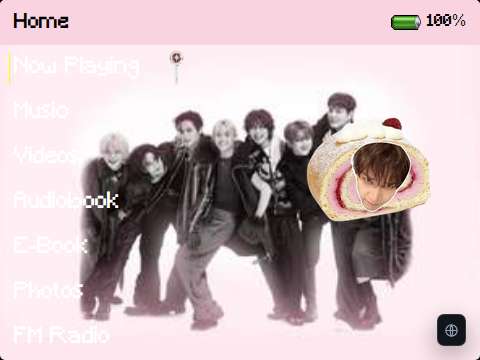 Home
100%
Now Playing
Music
Videos
Audiobook
E-Book
Photos
FM Radio